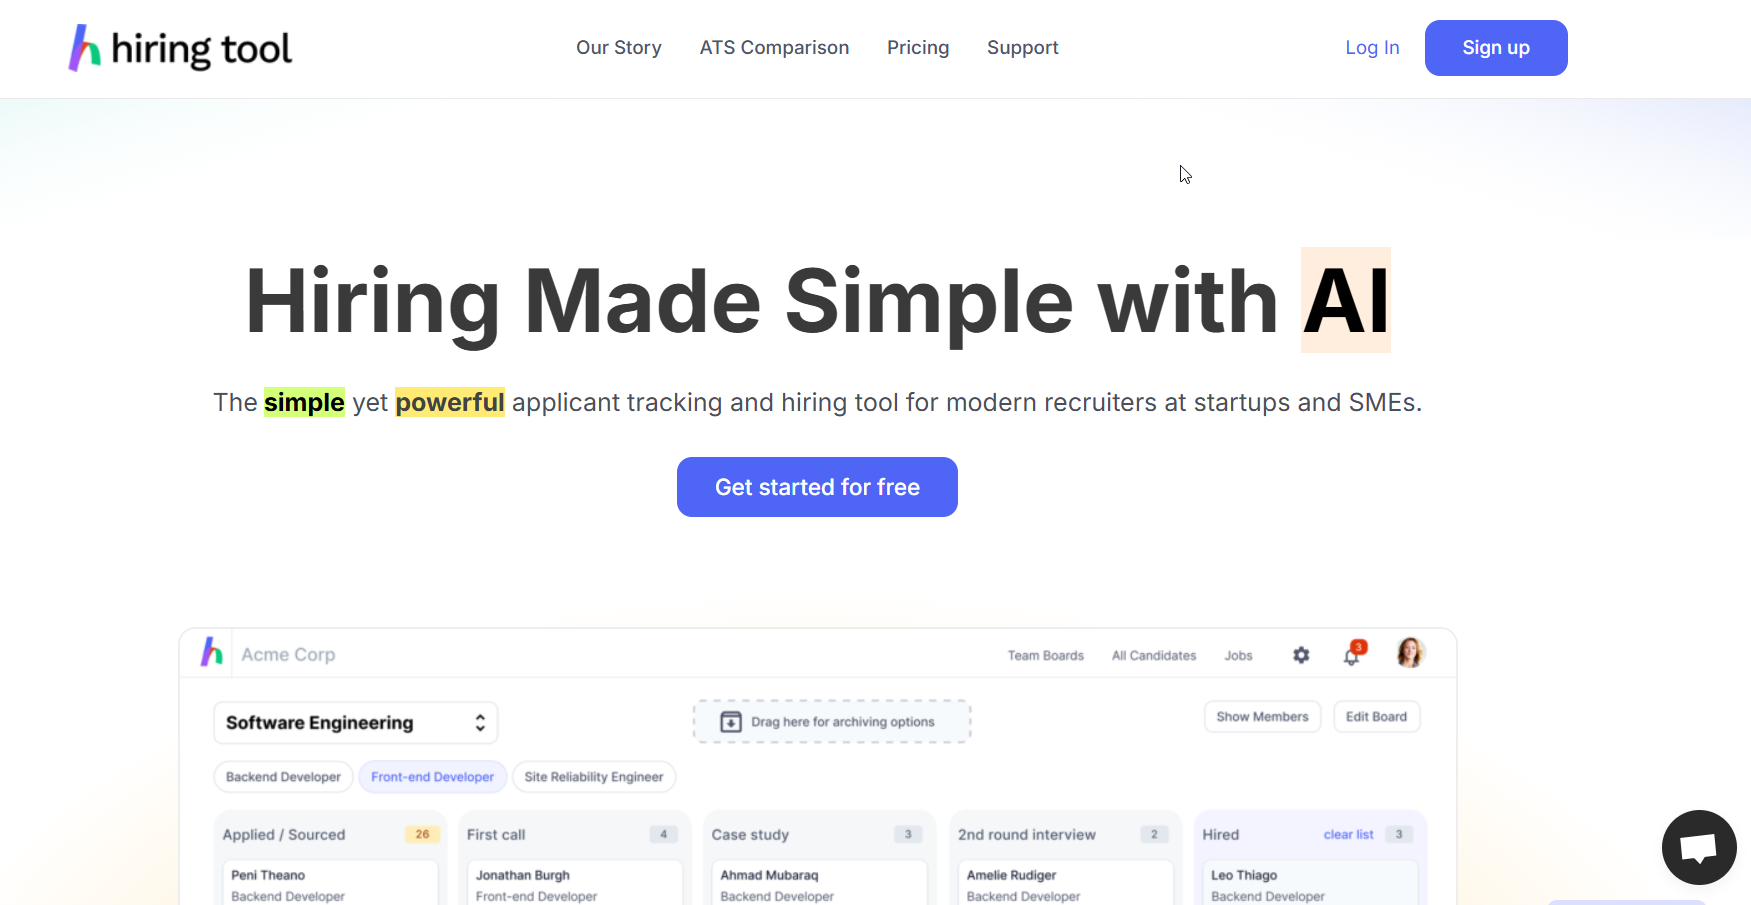 hiring tool
Our Story
ATS Comparison
Pricing
Support
Log In
Sign up
Hiring Made Simple with AI
The simple yet powerful applicant tracking and hiring tool for modern recruiters at startups and SMEs.
Get started for free
Acme Corp
Team Boards
All Candidates
Jobs
3
Software Engineering
Drag here for archiving options
Show Members
Edit Board
Backend Developer
Front-end Developer
Site Reliability Engineer
Applied / Sourced 26
First call 4
Case study 3
2nd round interview 2
Hired clear list 3
Peni Theano
Backend Developer
Jonathan Burgh
Front-end Developer
Ahmad Mubaraq
Backend Developer
Amelie Rudiger
Backend Developer
Leo Thiago
Backend Developer